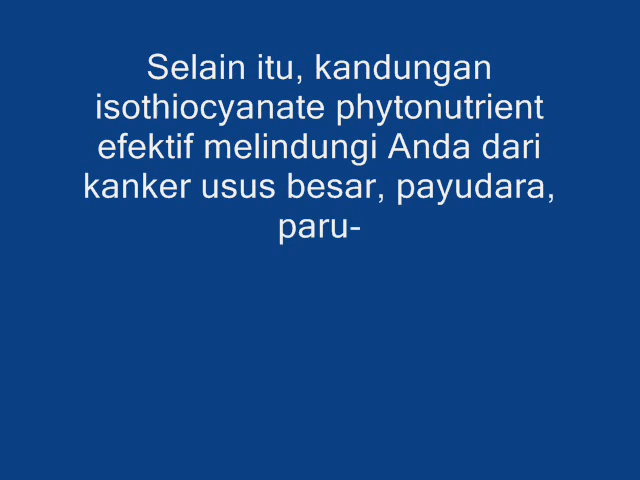 Selain itu, kandungan
isothiocyanate phytonutrient
efektif melindungi Anda dari
kanker usus besar, payudara,
paru-